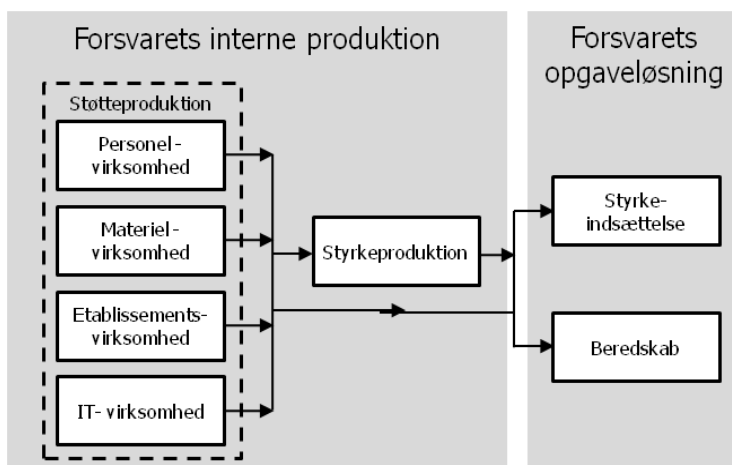 Forsvarets interne produktion
Støtteproduktion
Personel-
virksomhed
Materiel-
virksomhed
Etablissements-
virksomhed
IT- virksomhed
Styrkeproduktion
Forsvarets
opgaveløsning
Styrke-
indsættelse
Beredskab